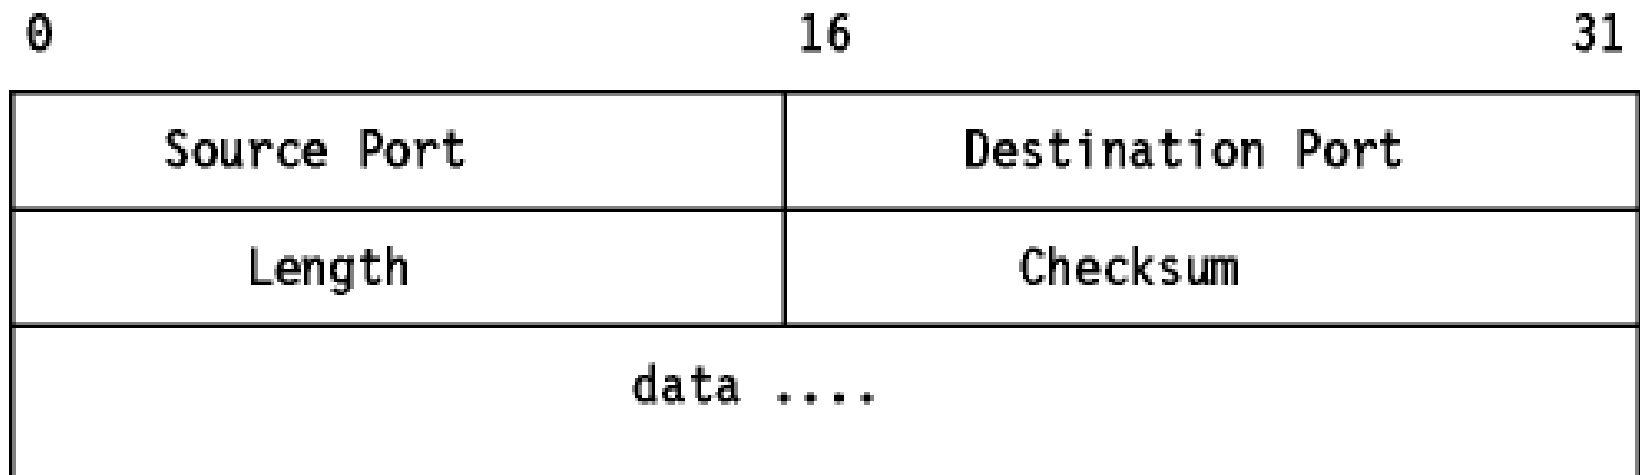 0 16 31
Source Port Destination Port
Length Checksum
data ....